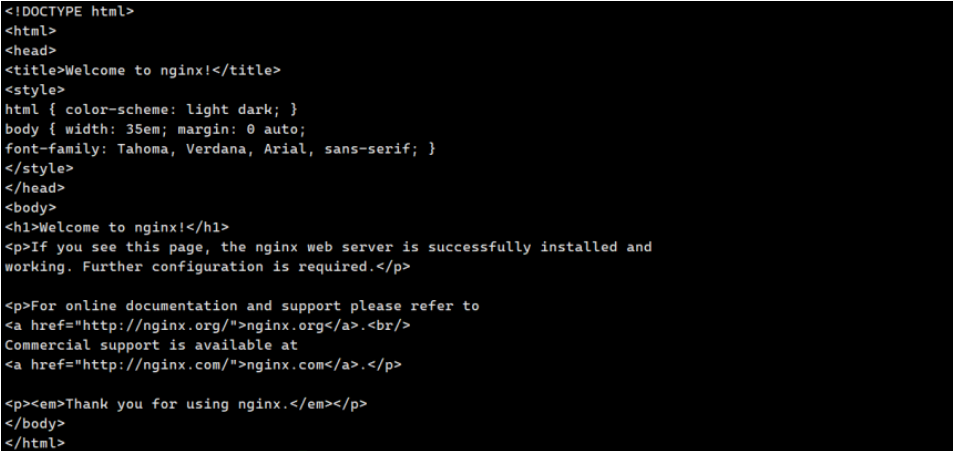 <!DOCTYPE html>
<html>
<head>
<title>Welcome to nginx!</title>
<style>
html { color-scheme: light dark; }
body { width: 35em; margin: 0 auto;
font-family: Tahoma, Verdana, Arial, sans-serif; }
</style>
</head>
<body>
<h1>Welcome to nginx!</h1>
<p>If you see this page, the nginx web server is successfully installed and
working. Further configuration is required.</p>

<p>For online documentation and support please refer to
<a href="http://nginx.org/">nginx.org</a>.<br/>
Commercial support is available at
<a href="http://nginx.com/">nginx.com</a>.</p>

<p><em>Thank you for using nginx.</em></p>
</body>
</html>